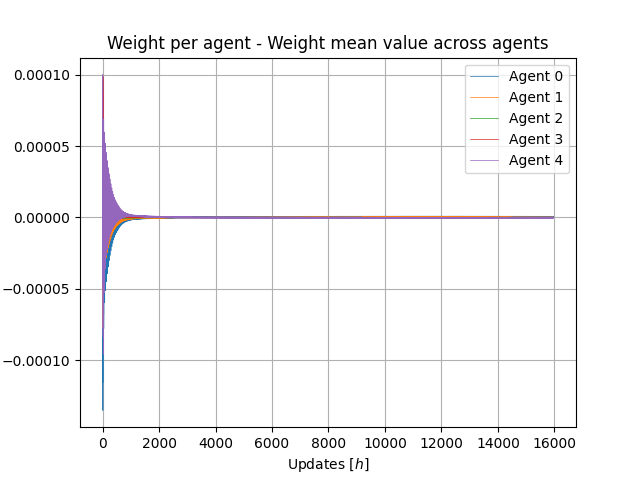 Weight per agent - Weight mean value across agents
0.00010
0.00005
0.00000
−0.00005
−0.00010
Agent 0
Agent 1
Agent 2
Agent 3
Agent 4
0 2000 4000 6000 8000 10000 12000 14000 16000
Updates [h]